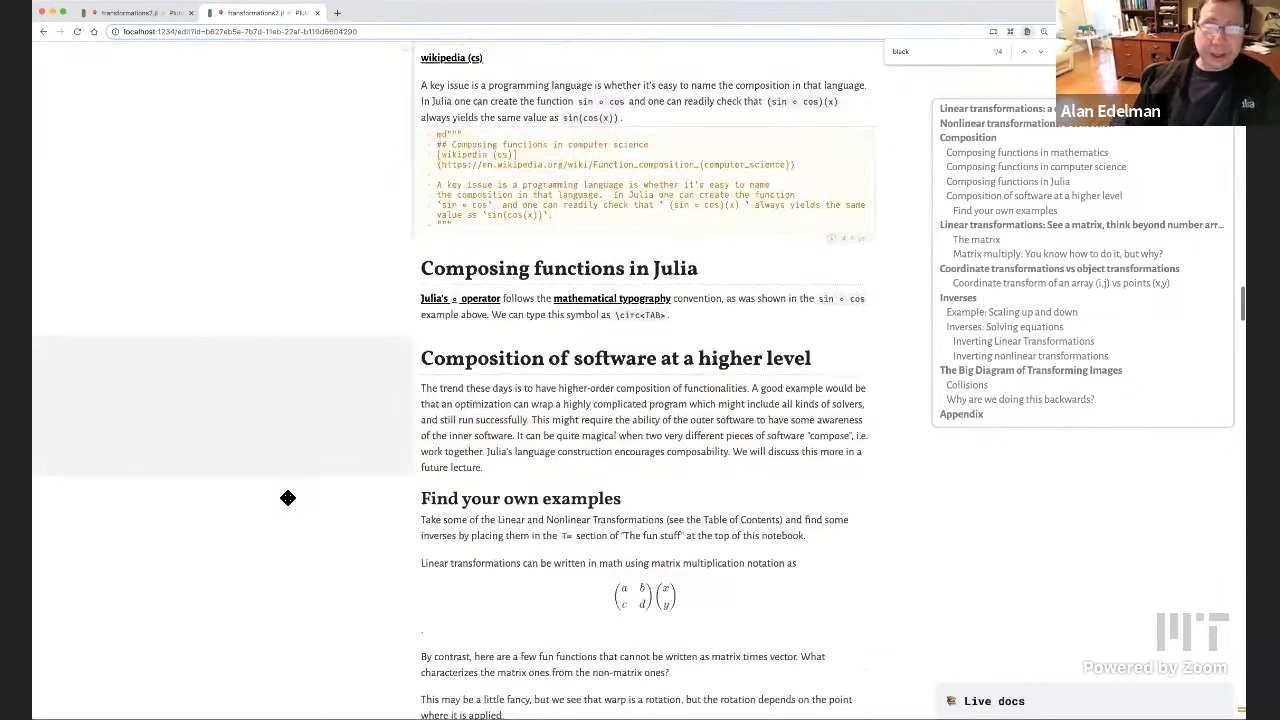 transformations2.jl ⚡ Plut
transformations2.jl ⚡ Plut
localhost:1234/edit?id=b627eb5a-7b7d-11eb-22af-b119d6604290
black
1/4
Alan Edelman
wikipedia (cs)
A key issue is a programming language is whether it's easy to name the composition in that language.
In Julia one can create the function sin ∘ cos and one can readily check that (sin ∘ cos)(x)
always yields the same value as sin(cos(x)).
md"""
## Composing functions in computer science
[wikipedia (cs)]
(https://en.wikipedia.org/wiki/Function_composition_(computer_science))
A key issue is a programming language is whether it's easy to name
the composition in that language.  In Julia one can create the function
`sin ∘ cos`  and one can readily check that ` (sin ∘ cos)(x) ` always yields the same
value as `sin(cos(x))`.
"""
Composing functions in Julia
Julia's ∘ operator follows the mathematical typography convention, as was shown in the sin ∘ cos
example above. We can type this symbol as \circ<TAB>.
Composition of software at a higher level
The trend these days is to have higher-order composition of functionalities. A good example would be
that an optimization can wrap a highly complicated program which might include all kinds of solvers,
and still run successfully. This might require the ability of the outer software to have some awareness
of the inner software. It can be quite magical when two very different pieces of software "compose", i.e.
work together. Julia's language construction encourages composability. We will discuss this more in a
future lecture.
Find your own examples
Take some of the Linear and Nonlinear Transformations (see the Table of Contents) and find some
inverses by placing them in the T= section of "The fun stuff" at the top of this notebook.
Linear transformations can be written in math using matrix multiplication notation as
(a b) (x)
(c d) (y)
.
By contrast, here are a few fun functions that cannot be written as matrix times vector. What
characterizes the matrix ones from the non-matrix ones?
This may be a little fancy, but we see that warp is a rotation, but the rotation depends on the point
where it is applied.
Linear transformations: a
Nonlinear transformations:
Composition
Composing functions in mathematics
Composing functions in computer science
Composing functions in Julia
Composition of software at a higher level
Find your own examples
Linear transformations: See a matrix, think beyond number arr...
The matrix
Matrix multiply: You know how to do it, but why?
Coordinate transformations vs object transformations
Coordinate transform of an array (i,j) vs points (x,y)
Inverses
Example: Scaling up and down
Inverses: Solving equations
Inverting Linear Transformations
Inverting nonlinear transformations
The Big Diagram of Transforming Images
Collisions
Why are we doing this backwards?
Appendix
MIT
Powered by Zoom
Live docs